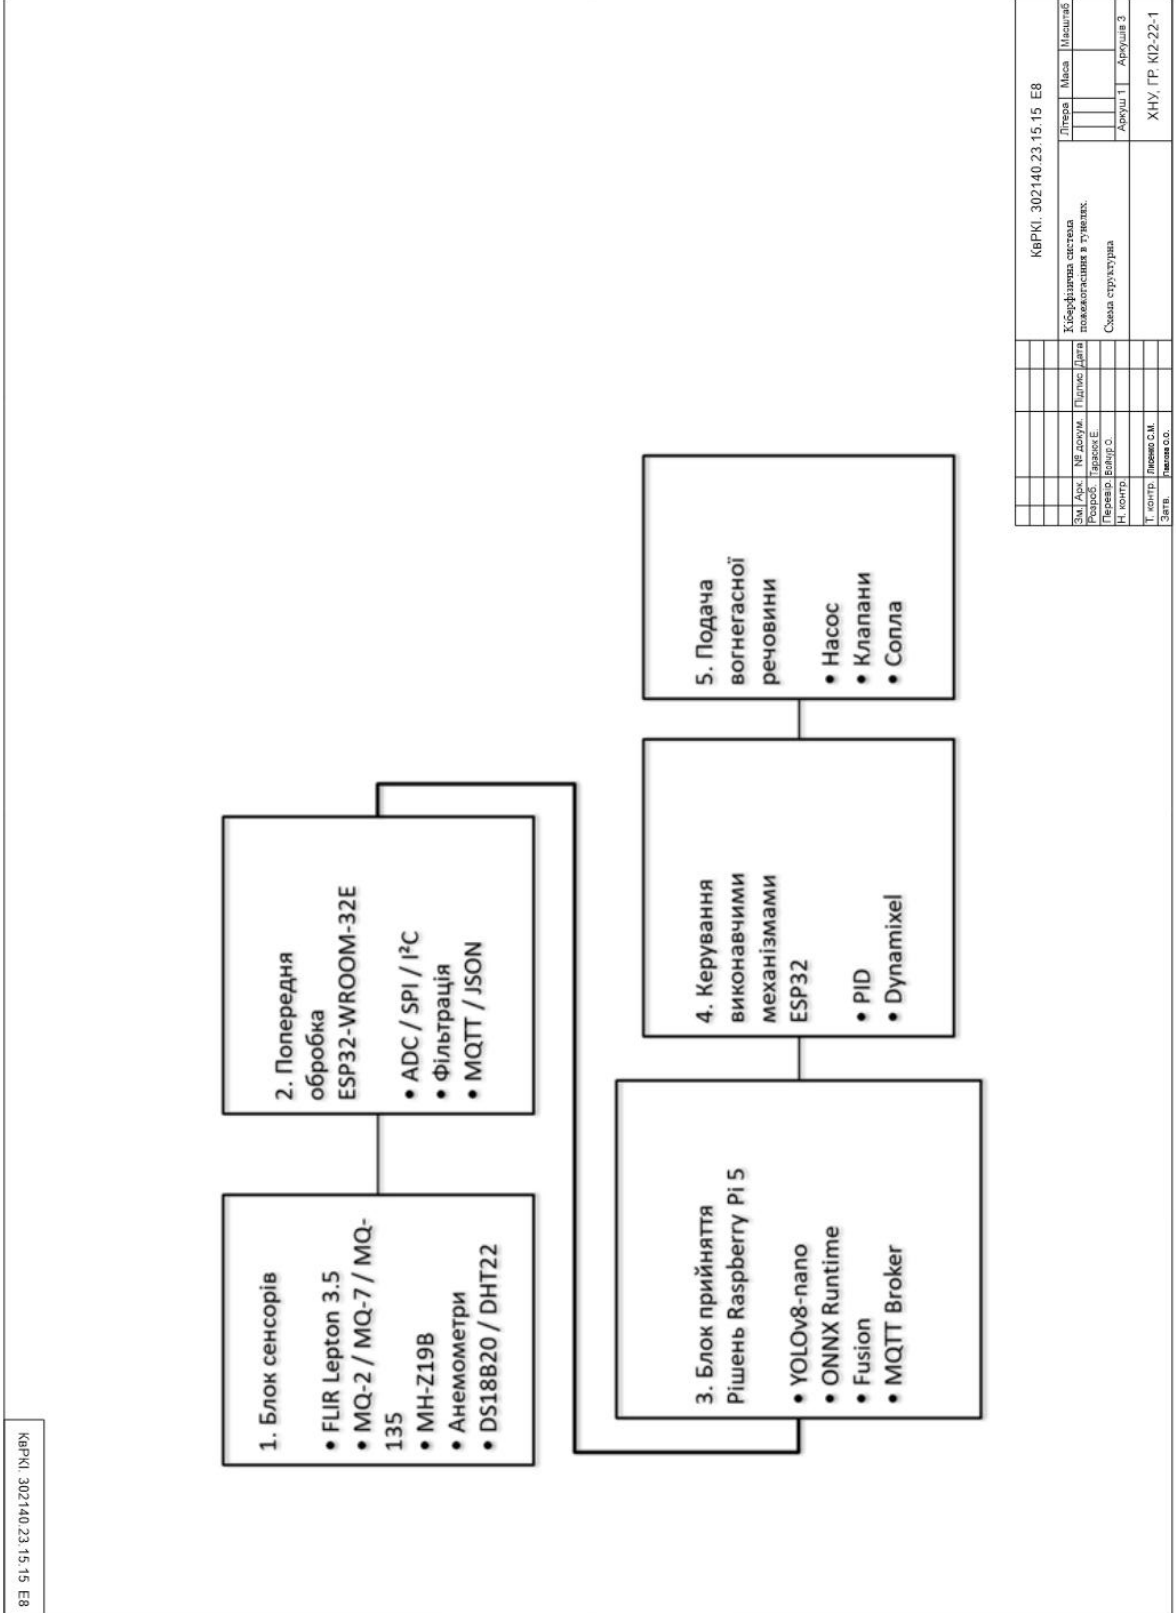 КвРКІ. 302140.23.15.15 Е8
1. Блок сенсорів
• FLIR Lepton 3.5
• MQ-2 / MQ-7 / MQ-
135
• MH-Z19B
• Анемометри
• DS18B20 / DHT22
2. Попередня
обробка
ESP32-WROOM-32E
• ADC / SPI / I²C
• Фільтрація
• MQTT / JSON
3. Блок прийняття
Рішень Raspberry Pi 5
• YOLOv8-nano
• ONNX Runtime
• Fusion
• MQTT Broker
4. Керування
виконавчими
механізмами
ESP32
• PID
• Dynamixel
5. Подача
вогнегасної
речовини
• Насос
• Клапани
• Сопла
КвРКІ. 302140.23.15.15 Е8
Зм. Арк. № докум. Підпис Дата
Розроб. Тарасюк Е.
Перевір. Бойчур О.
Н. контр.
Т. контр. Лисенко С.М.
Затв. Павлова О.О.
Кіберфізична система
пожежогасіння в тунелях.
Схема структурна
Літера Маса Масштаб
Аркуш 1 Аркушів 3
ХНУ, ГР. КІ2-22-1